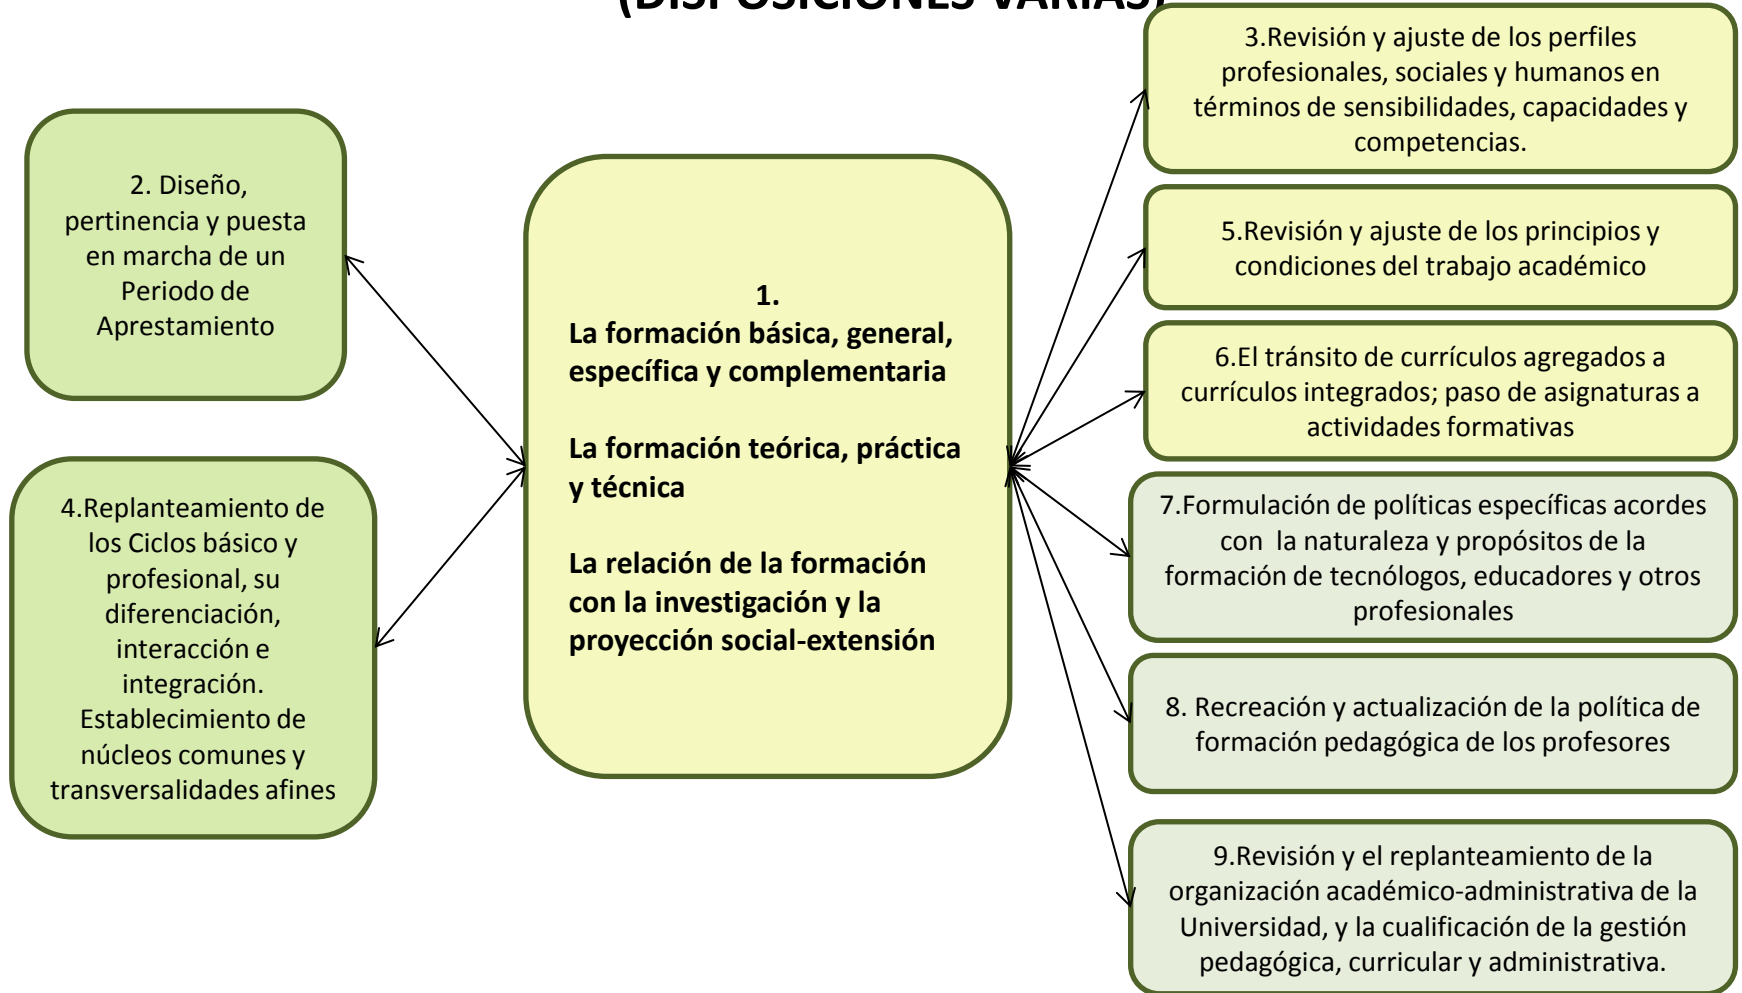 (DISPOSICIONES VARIAS)
2. Diseño,
pertinencia y puesta
en marcha de un
Periodo de
Aprestamiento
4.Replanteamiento de
los Ciclos básico y
profesional, su
diferenciación,
interacción e
integración.
Establecimiento de
núcleos comunes y
transversalidades afines
1.
La formación básica, general,
específica y complementaria
La formación teórica, práctica
y técnica
La relación de la formación
con la investigación y la
proyección social-extensión
3.Revisión y ajuste de los perfiles
profesionales, sociales y humanos en
términos de sensibilidades, capacidades y
competencias.
5.Revisión y ajuste de los principios y
condiciones del trabajo académico
6.El tránsito de currículos agregados a
currículos integrados; paso de asignaturas a
actividades formativas
7.Formulación de políticas específicas acordes
con la naturaleza y propósitos de la
formación de tecnólogos, educadores y otros
profesionales
8. Recreación y actualización de la política de
formación pedagógica de los profesores
9.Revisión y el replanteamiento de la
organización académico-administrativa de la
Universidad, y la cualificación de la gestión
pedagógica, curricular y administrativa.